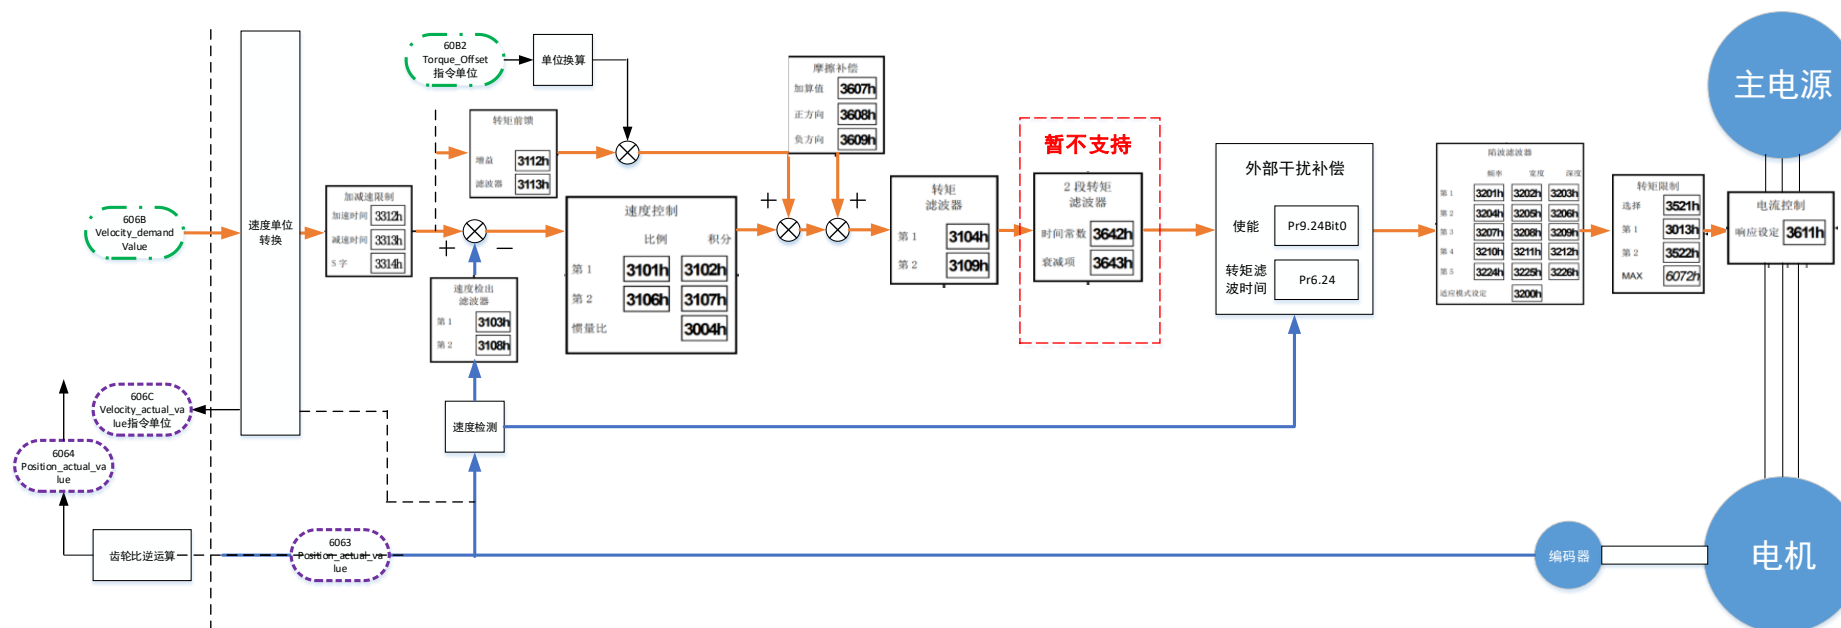 60B2
Torque_Offset
指令单位
单位换算
606B
Velocity_demand
Value
速度单位
转换
加减速限制
加速时间 3312h
减速时间 3313h
S 字 3314h
转矩前馈
增益 3112h
滤波器 3113h
+
—
速度检出
滤波器
第 1 3103h
第 2 3108h
速度检测
速度控制
比例 积分
第 1 3101h 3102h
第 2 3106h 3107h
惯量比 3004h
摩擦补偿
加算值 3607h
正方向 3608h
负方向 3609h
+
+
转矩
滤波器
第 1 3104h
第 2 3109h
暂不支持
2 段转矩
滤波器
时间常数 3642h
衰减项 3643h
外部干扰补偿
使能 Pr9.24Bit0
转矩滤
波时间
Pr6.24
陷波滤波器
频率 宽度 深度
第 1 3201h 3202h 3203h
第 2 3204h 3205h 3206h
第 3 3207h 3208h 3209h
第 4 3210h 3211h 3212h
第 5 3224h 3225h 3226h
适应模式设定 3200h
转矩限制
选择 3521h
第 1 3013h
第 2 3522h
MAX 6072h
电流控制
响应设定 3611h
主电源
电机
编码器
606C
Velocity_actual_va
lue指令单位
6064
Position_actual_va
lue
齿轮比逆运算
6063
Position_actual_va
lue